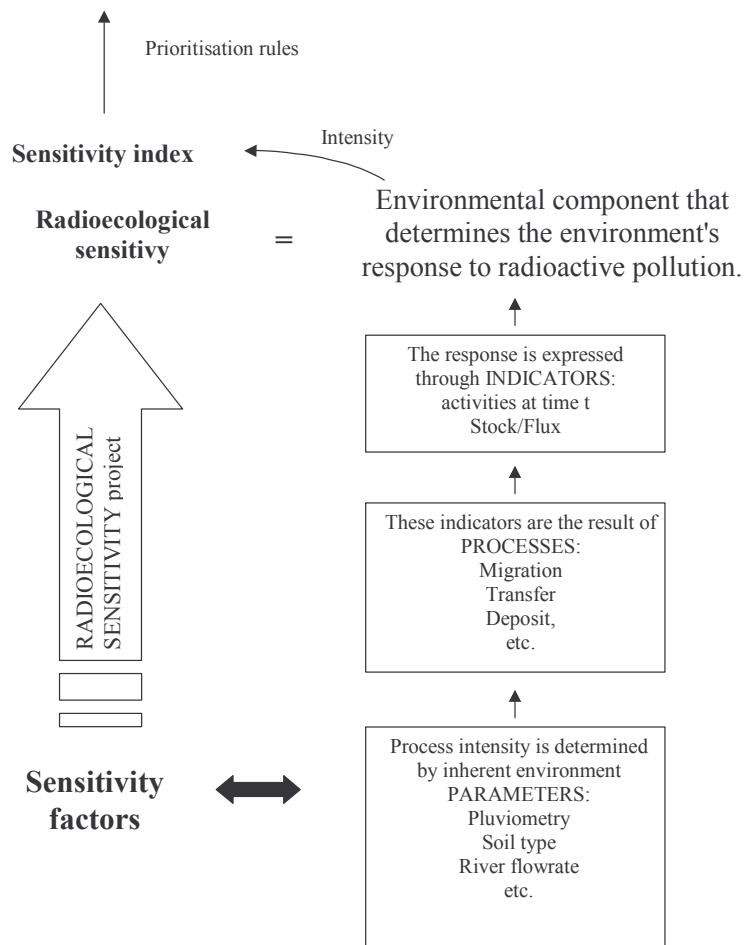 Prioritisation rules
Intensity
Sensitivity index
Radioecological
sensitivy
=
Environmental component that
determines the environment's
response to radioactive pollution.
The response is expressed
through INDICATORS:
activities at time t
Stock/Flux
RADIOECOLOGICAL
SENSITIVITY project
These indicators are the result of
PROCESSES:
Migration
Transfer
Deposit,
etc.
Sensitivity
factors
Process intensity is determined
by inherent environment
PARAMETERS:
Pluviometry
Soil type
River flowrate
etc.